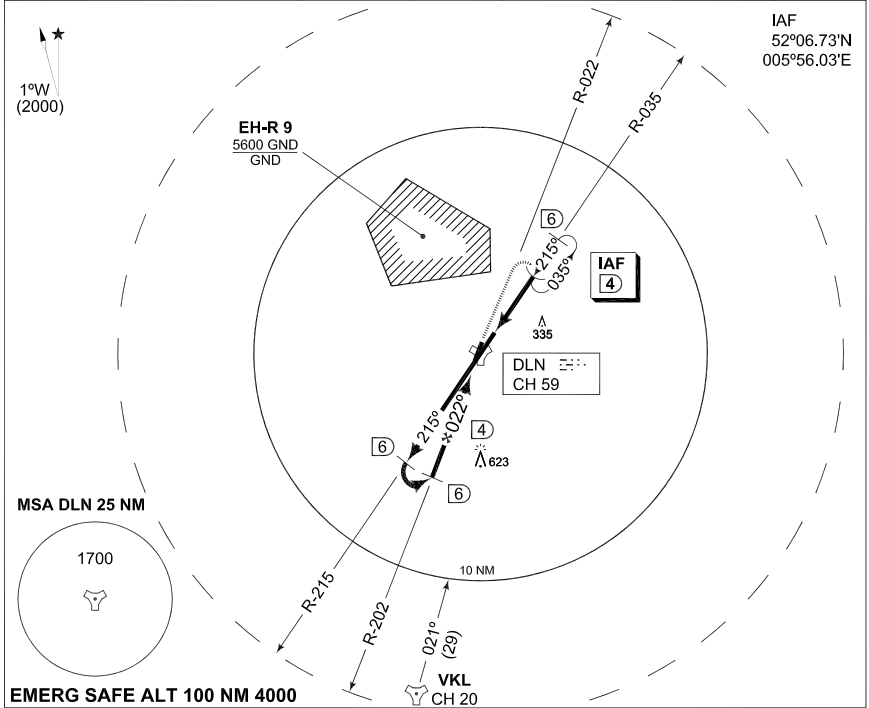 IAF
52º06.73'N
005º56.03'E
1ºW
(2000)
R-022
R-035
EH-R 9
5600 GND
GND
6
215º
035º
IAF
4
335
DLN
CH 59
022º
215º
4
6
623
6
MSA DLN 25 NM
1700
10 NM
R-215
R-202
021º
(29)
VKL
CH 20
EMERG SAFE ALT 100 NM 4000